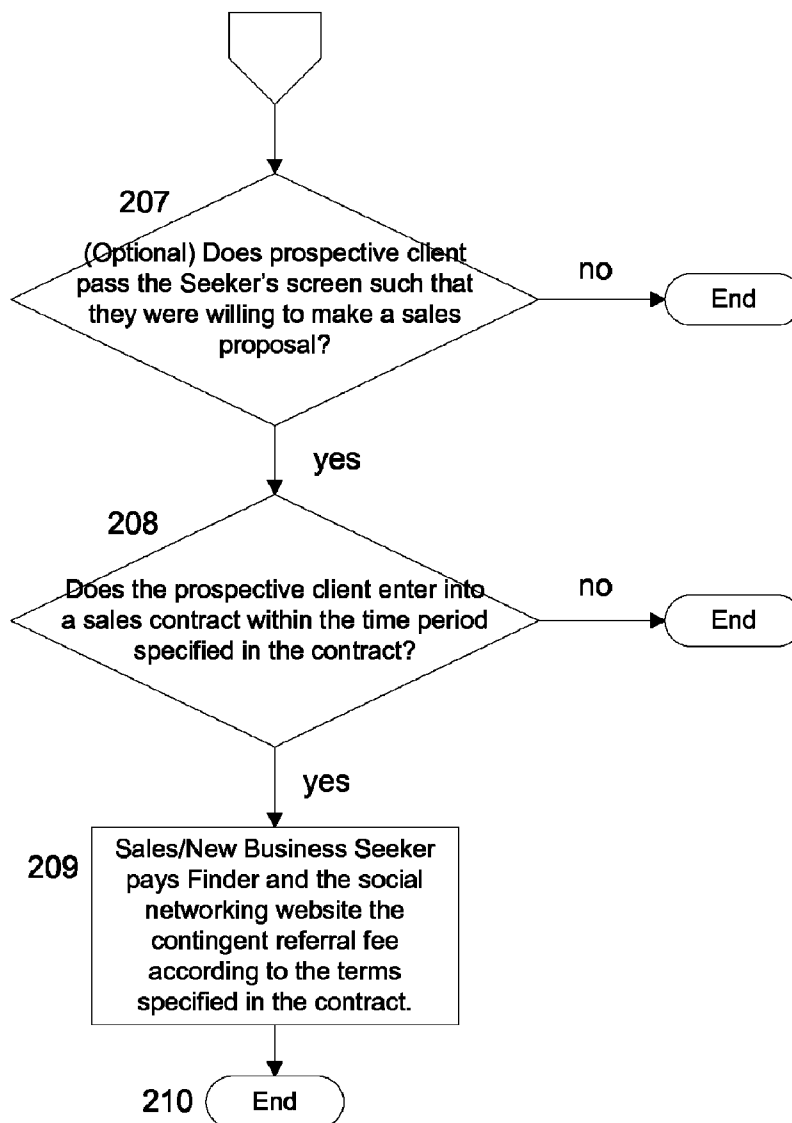 207
(Optional) Does prospective client
pass the Seeker's screen such that
they were willing to make a sales
proposal?
no
End
yes
208
Does the prospective client enter into
a sales contract within the time period
specified in the contract?
no
End
yes
209
Sales/New Business Seeker
pays Finder and the social
networking website the
contingent referral fee
according to the terms
specified in the contract.
210
End